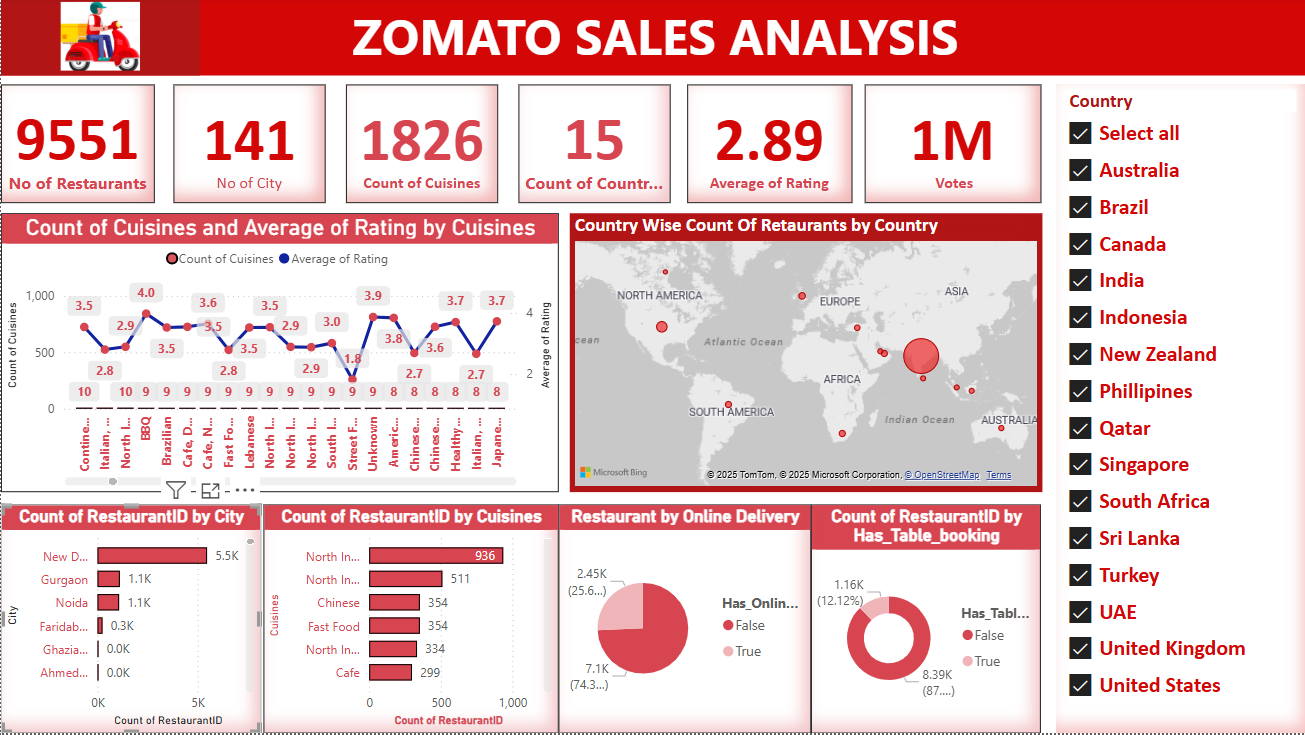 ZOMATO SALES ANALYSIS
9551
No of Restaurants
141
No of City
1826
Count of Cuisines
15
Count of Countr...
2.89
Average of Rating
1M
Votes
Country
Select all
Australia
Brazil
Canada
India
Indonesia
New Zealand
Phillipines
Qatar
Singapore
South Africa
Sri Lanka
Turkey
UAE
United Kingdom
United States
Count of Cuisines and Average of Rating by Cuisines
Count of Cuisines
Average of Rating
Count of Cuisines
1,000
500
0
3.5
2.8
2.9
4.0
3.5
3.6
3.5
2.8
3.5
3.5
2.9
2.9
3.0
1.8
3.9
3.8
2.7
3.6
3.7
2.7
3.7
10 10 9 9 9 9 9 9 9 9 9 9 9 9 8 8 8 8 8 8
4
2
Average of Rating
Contine...
Italian, ...
North I...
BBQ
Brazilian
Cafe, D...
Cafe, N...
Fast Fo...
Lebanese
North I...
North I...
North I...
South I...
Street F...
Unknown
Americ...
Chinese...
Chinese...
Healthy...
Italian, ...
Japane...
Country Wise Count Of Retaurants by Country
NORTH AMERICA
EUROPE
ASIA
cean
Atlantic Ocean
AFRICA
SOUTH AMERICA
Indian Ocean
AUSTRALIA
Microsoft Bing
© 2025 TomTom, © 2025 Microsoft Corporation, © OpenStreetMap Terms
Count of RestaurantID by City
City
New D... 5.5K
Gurgaon 1.1K
Noida 1.1K
Faridab... 0.3K
Ghazia... 0.0K
Ahmed... 0.0K
0K 5K
Count of RestaurantID
Count of RestaurantID by Cuisines
Cuisines
North In... 936
North In... 511
Chinese 354
Fast Food 354
North In... 334
Cafe 299
0 500 1,000
Count of RestaurantID
Restaurant by Online Delivery
2.45K
(25.6...)
7.1K
(74.3...)
Has_Onlin...
False
True
Count of RestaurantID by
Has_Table_booking
1.16K
(12.12%)
8.39K
(87....)
Has_Tabl...
False
True